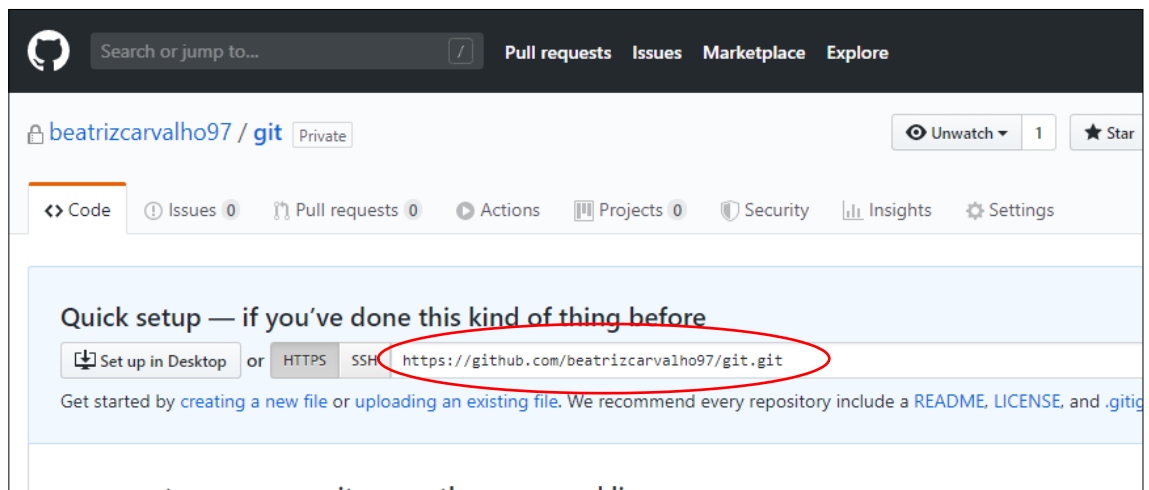 Search or jump to... /
Pull requests Issues Marketplace Explore
beatrizcarvalho97 / git Private
Unwatch 1 Star
Code Issues 0 Pull requests 0 Actions Projects 0 Security Insights Settings
Quick setup — if you've done this kind of thing before
Set up in Desktop or HTTPS SSH https://github.com/beatrizcarvalho97/git.git
Get started by creating a new file or uploading an existing file. We recommend every repository include a README, LICENSE, and